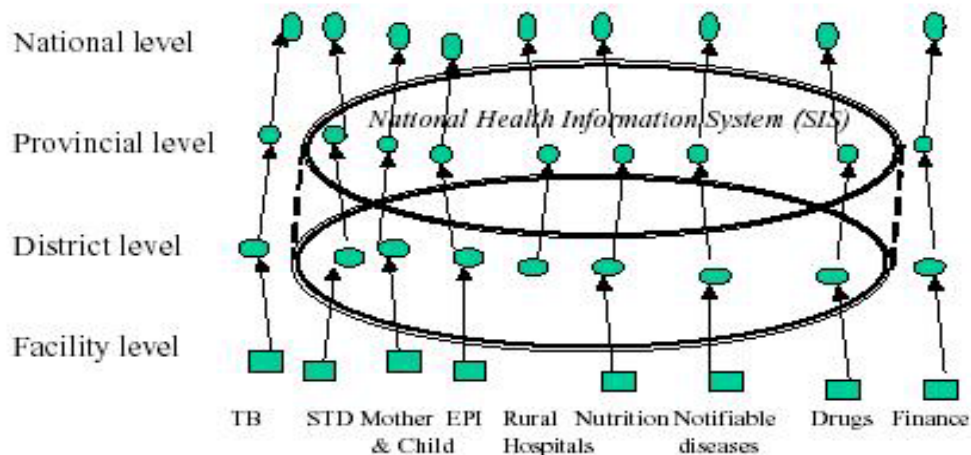 National level
National Health Information System (SIS)
Provincial level
District level
Facility level
TB STD Mother EPI Rural Nutrition Notifiable Drugs Finance
& Child Hospitals diseases